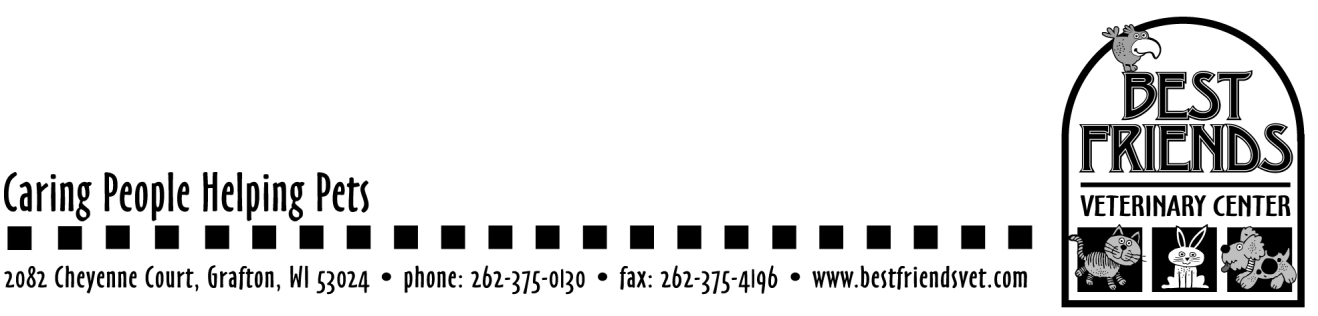 Caring People Helping Pets
2082 Cheyenne Court, Grafton, WI 53024 • phone: 262-375-0130 • fax: 262-375-4196 • www.bestfriendsvet.com
BEST
FRIENDS
VETERINARY CENTER